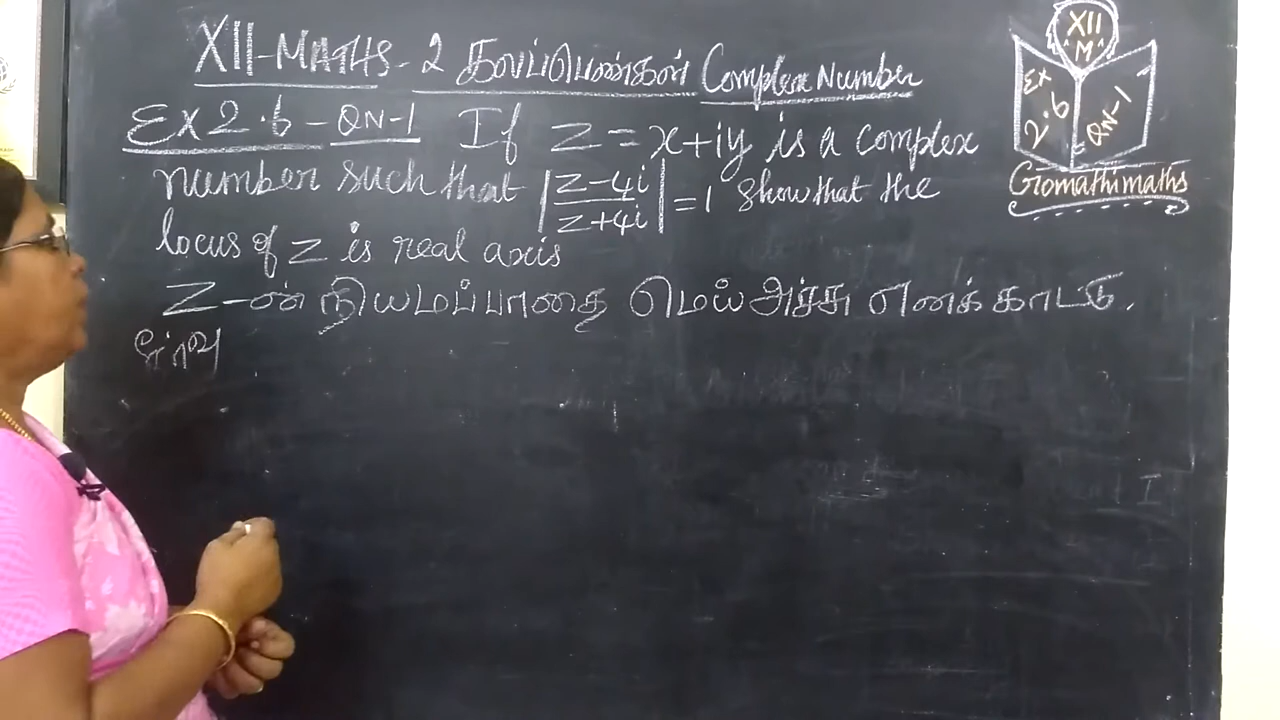 XII-MATHS - 2 கலப்பெண்கள் Complex Number
Ex 2.6 - QN-1 If Z = x+iy is a complex
number such that |Z-4i / Z+4i| = 1 show that the
locus of Z is real axis
Z-ன் நியமப்பாதை மெய் அச்சு எனக் காட்டு.
தீர்வு
XII
M
Ex
2.6
QN-1
Gomathimaths